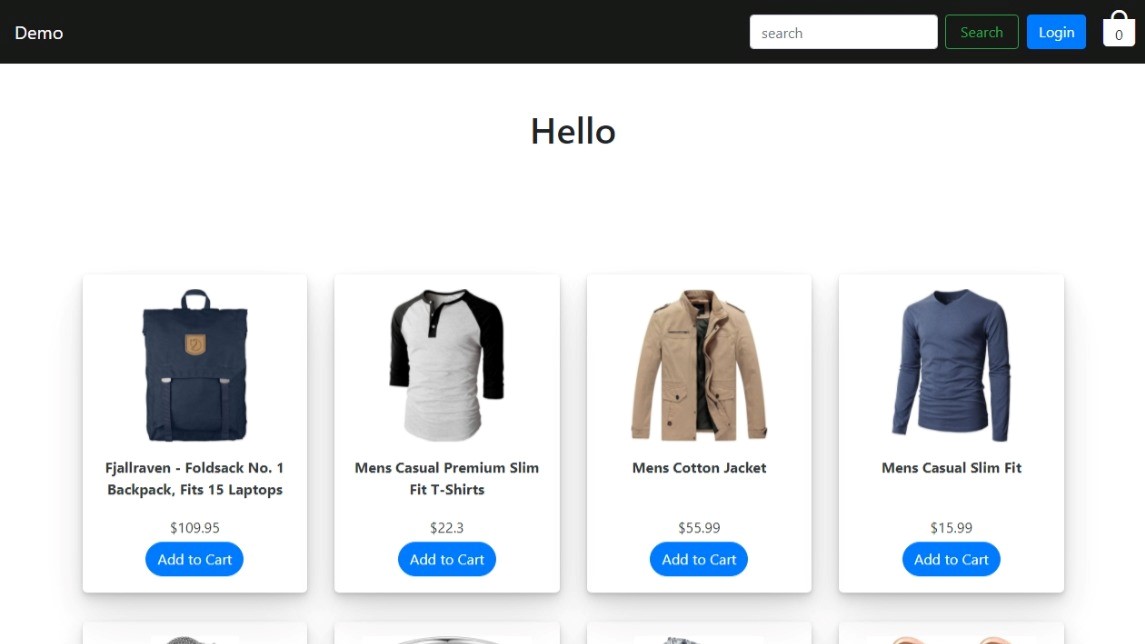 Demo
search
Search
Login
0
Hello
Fjallraven - Foldsack No. 1
Backpack, Fits 15 Laptops
$109.95
Add to Cart
Mens Casual Premium Slim
Fit T-Shirts
$22.3
Add to Cart
Mens Cotton Jacket
$55.99
Add to Cart
Mens Casual Slim Fit
$15.99
Add to Cart